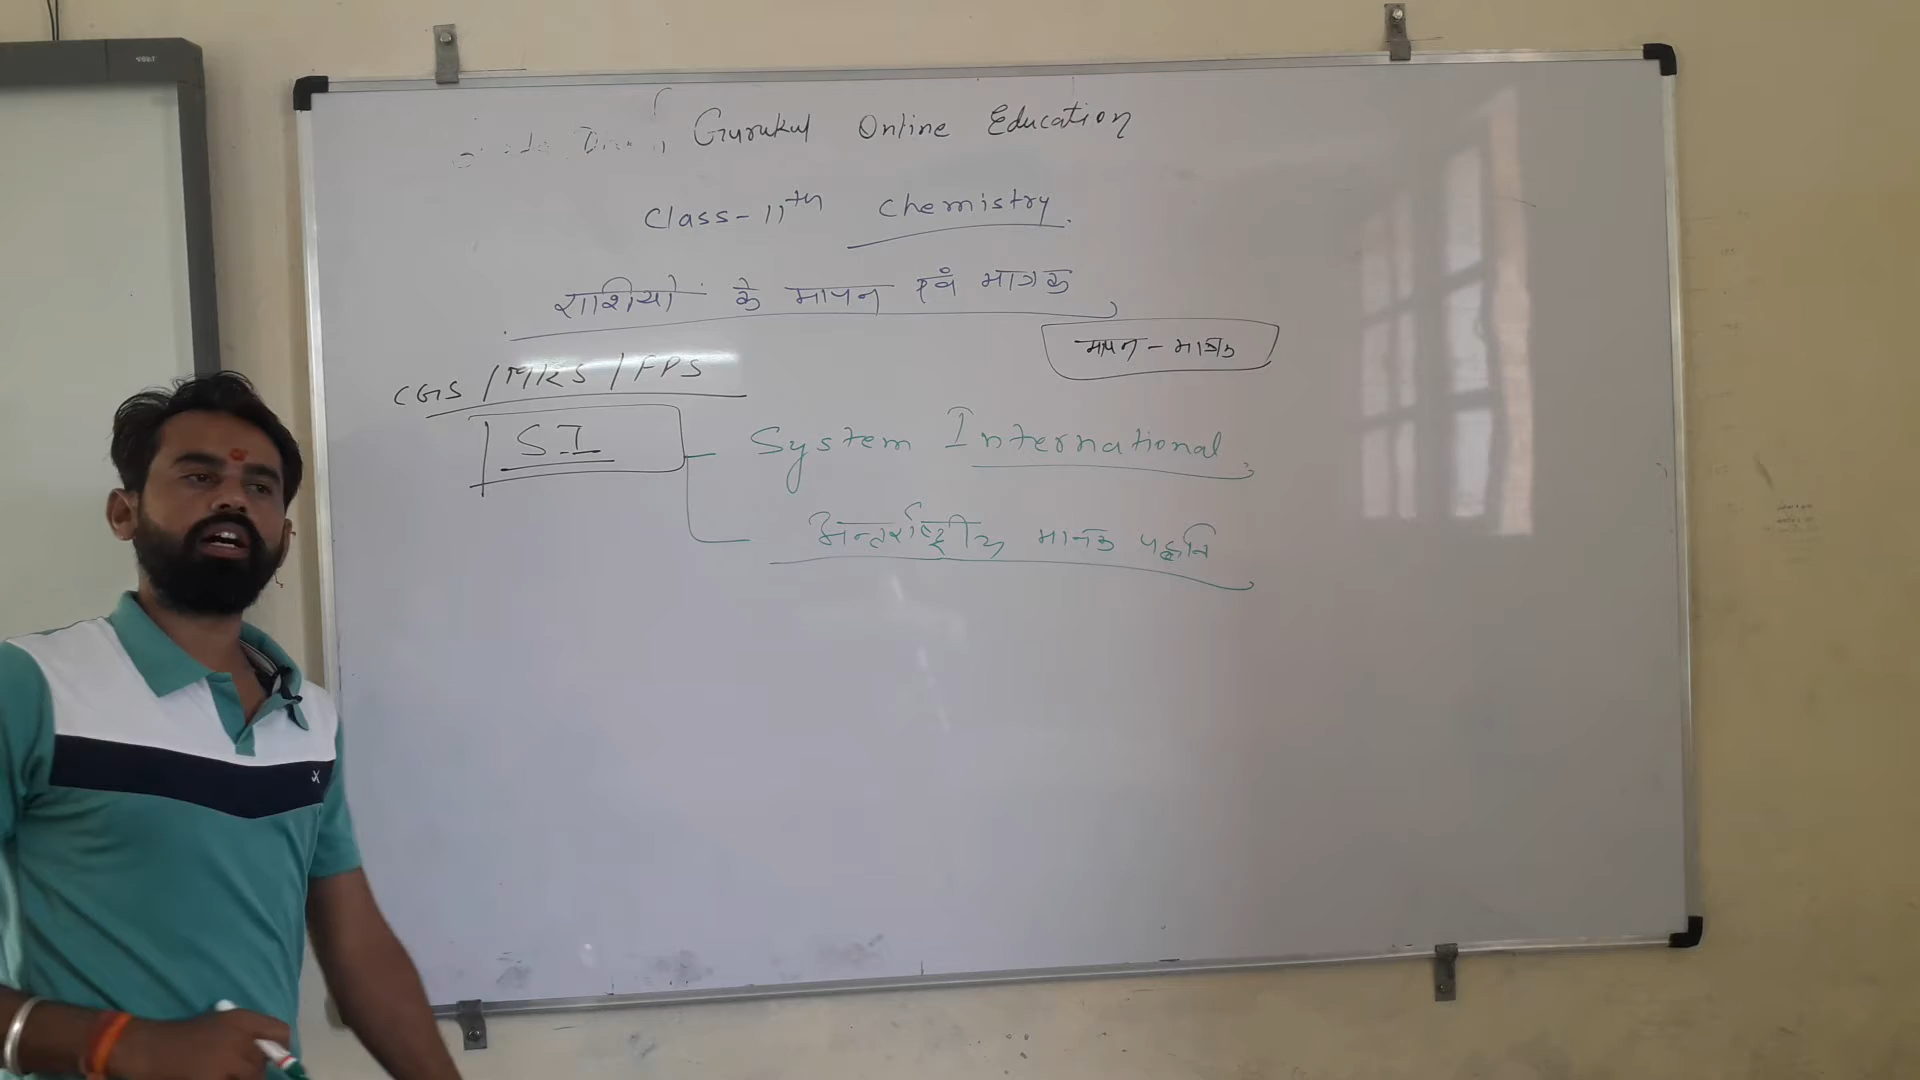 Gurukul Online Education
Class-11th Chemistry
राशियो के मापन एवं मात्रक
मापन - मात्रक
CGS / MKS / FPS
S.I
System International
अन्तर्राष्ट्रीय मानक पद्धति